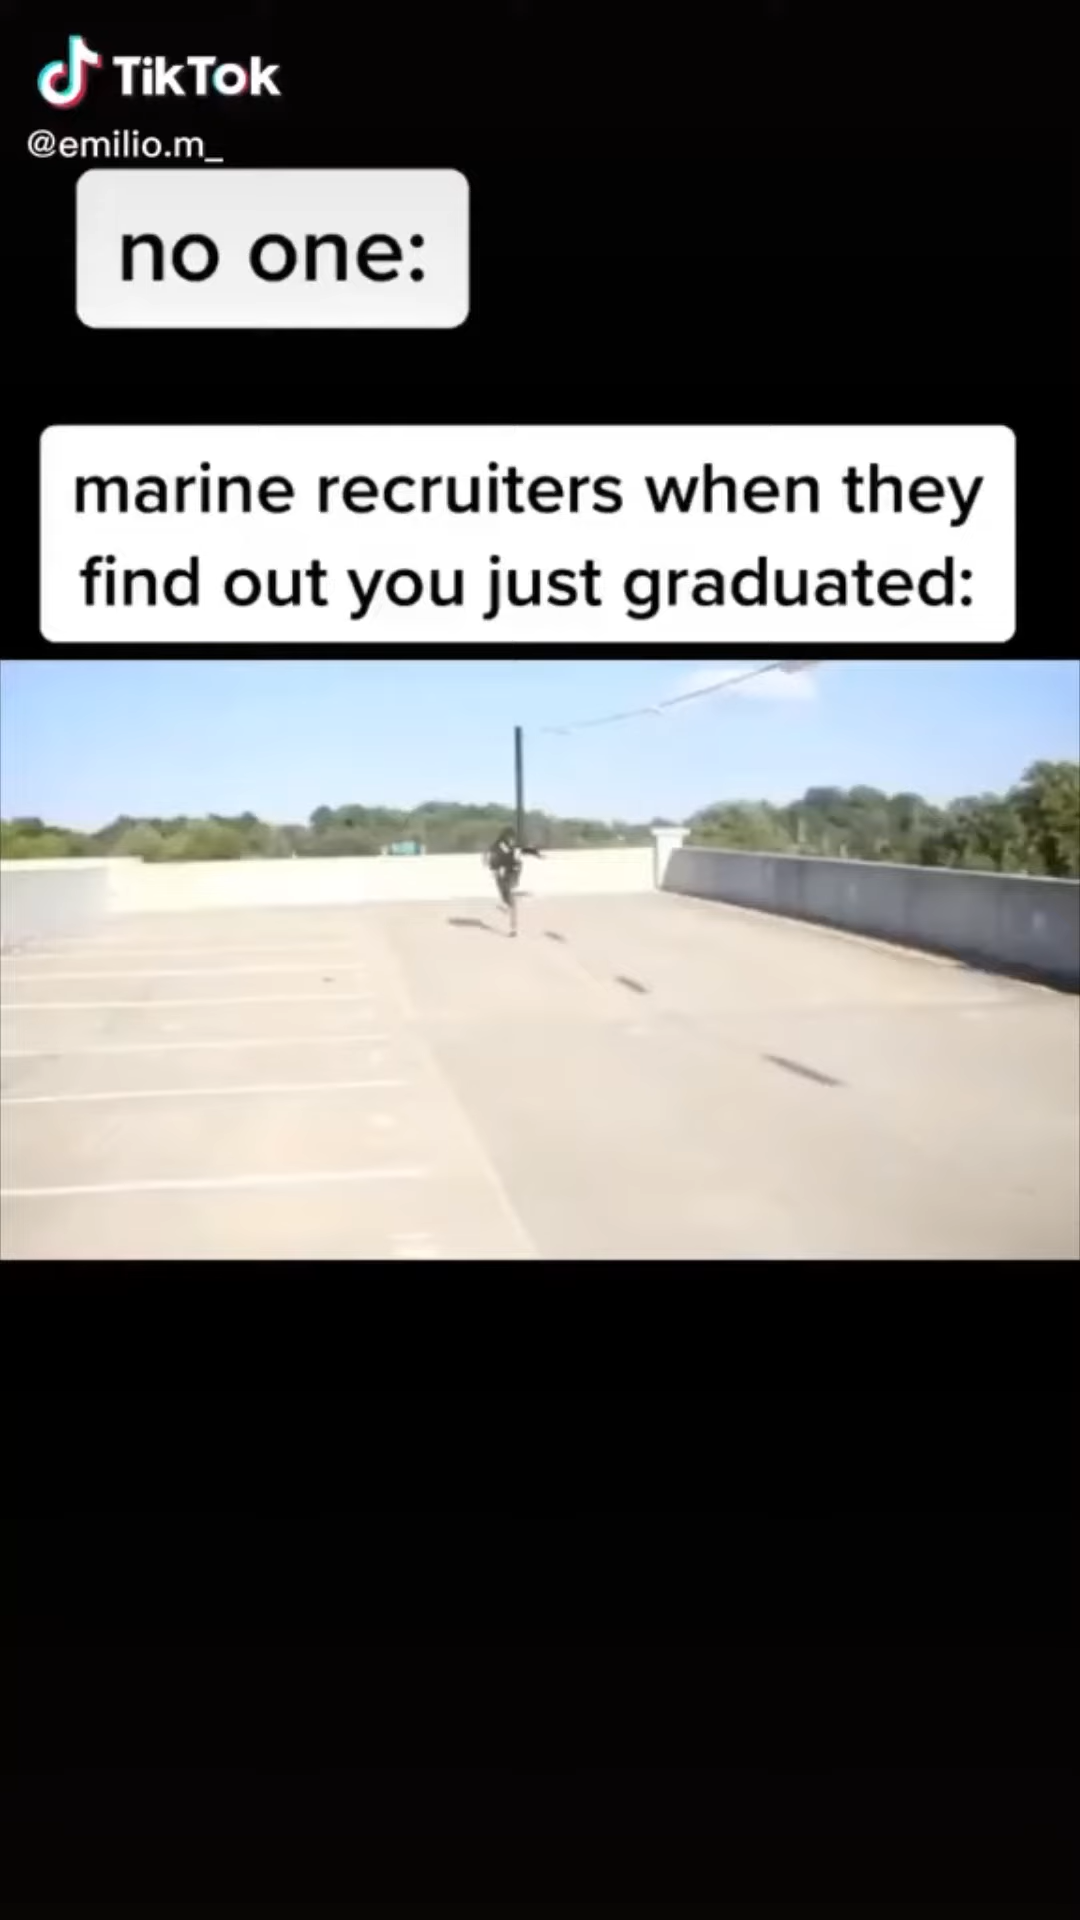 TikTok
@emilio.m_
no one:
marine recruiters when they
find out you just graduated: